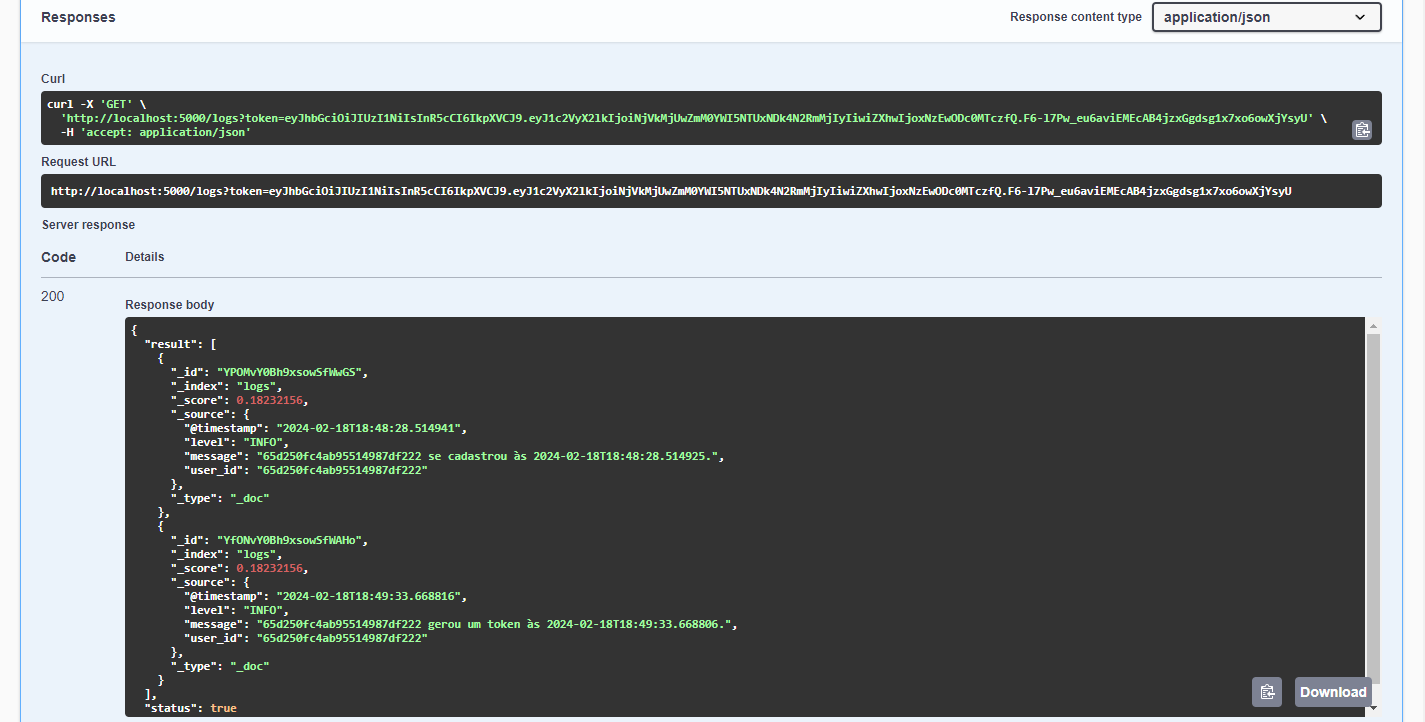 Responses
Response content type
application/json
Curl
curl -X 'GET' \
'http://localhost:5000/logs?token=eyJhbGciOiJIUzI1NiIsInR5cCI6IkpXVCJ9.eyJ1c2VyX2lkIjoiNjVkMjUwZmM0YWI5NTUxNDk4N2RmMjIyIiwiZXhwIjoxNzEwODc0MTczfQ.F6-l7Pw_eu6aviEMEcAB4jzxGgdsg1x7xo6owXjYsyU' \
-H 'accept: application/json'
Request URL
http://localhost:5000/logs?token=eyJhbGciOiJIUzI1NiIsInR5cCI6IkpXVCJ9.eyJ1c2VyX2lkIjoiNjVkMjUwZmM0YWI5NTUxNDk4N2RmMjIyIiwiZXhwIjoxNzEwODc0MTczfQ.F6-l7Pw_eu6aviEMEcAB4jzxGgdsg1x7xo6owXjYsyU
Server response
Code Details
200
Response body
{
"result": [
{
"_id": "YPOMvY0Bh9xsowSfWwGS",
"_index": "logs",
"_score": 0.18232156,
"_source": {
"@timestamp": "2024-02-18T18:48:28.514941",
"level": "INFO",
"message": "65d250fc4ab95514987df222 se cadastrou às 2024-02-18T18:48:28.514925.",
"user_id": "65d250fc4ab95514987df222"
},
"_type": "_doc"
},
{
"_id": "YfONvY0Bh9xsowSfWAHo",
"_index": "logs",
"_score": 0.18232156,
"_source": {
"@timestamp": "2024-02-18T18:49:33.668816",
"level": "INFO",
"message": "65d250fc4ab95514987df222 gerou um token às 2024-02-18T18:49:33.668806.",
"user_id": "65d250fc4ab95514987df222"
},
"_type": "_doc"
}
],
"status": true
Download